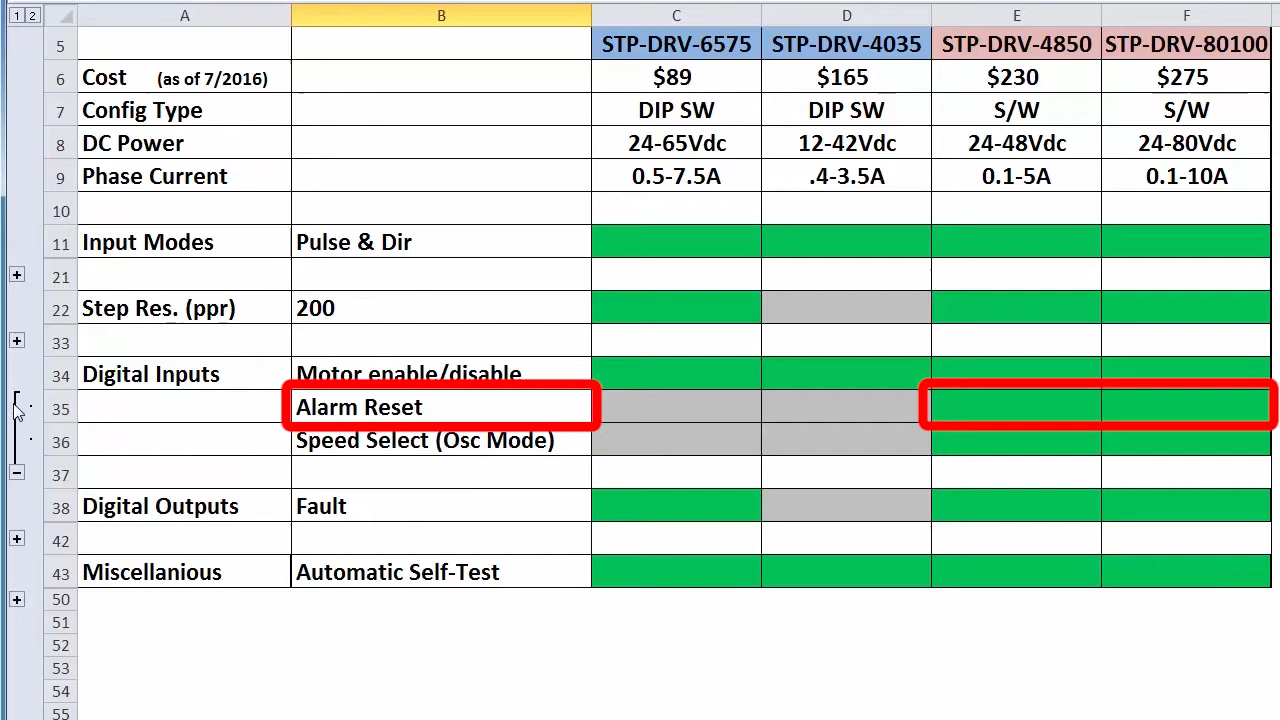 1 2 A B C D E F
5 STP-DRV-6575 STP-DRV-4035 STP-DRV-4850 STP-DRV-80100
6 Cost (as of 7/2016) $89 $165 $230 $275
7 Config Type DIP SW DIP SW S/W S/W
8 DC Power 24-65Vdc 12-42Vdc 24-48Vdc 24-80Vdc
9 Phase Current 0.5-7.5A .4-3.5A 0.1-5A 0.1-10A
10
11 Input Modes Pulse & Dir
21
22 Step Res. (ppr) 200
33
34 Digital Inputs Motor enable/disable
35 Alarm Reset
36 Speed Select (Osc Mode)
37
38 Digital Outputs Fault
42
43 Miscellanious Automatic Self-Test
50
51
52
53
54
55